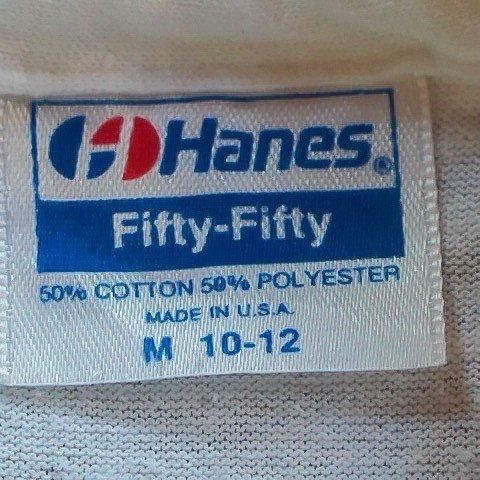 Hanes®
Fifty-Fifty
50% COTTON 50% POLYESTER
MADE IN U.S.A.
M 10-12